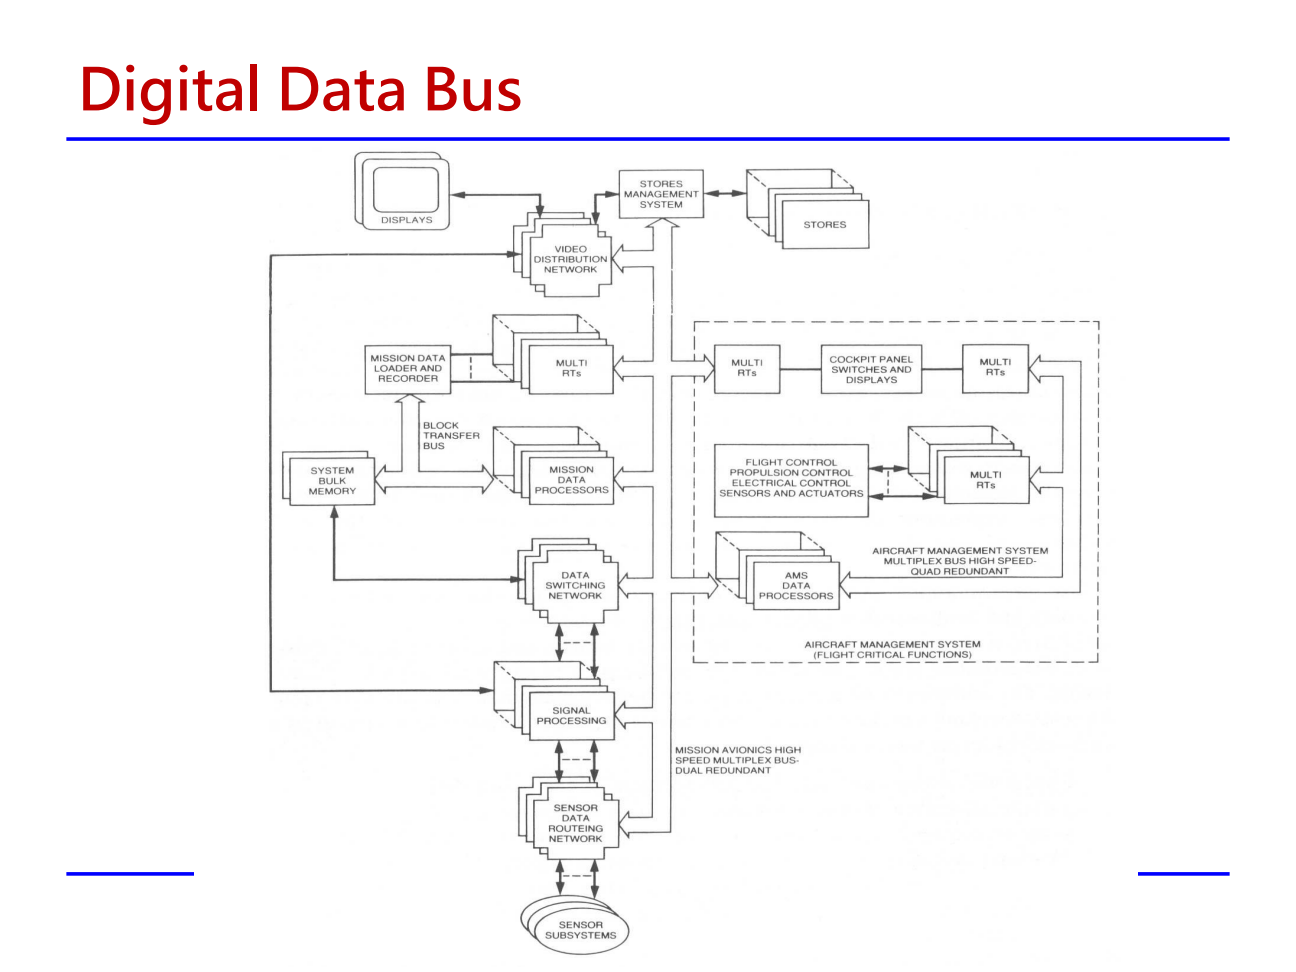 Digital Data Bus
DISPLAYS
STORES
MANAGEMENT
SYSTEM
STORES
VIDEO
DISTRIBUTION
NETWORK
MISSION DATA
LOADER AND
RECORDER
MULTI
RTs
MULTI
RTs
COCKPIT PANEL
SWITCHES AND
DISPLAYS
MULTI
RTs
BLOCK
TRANSFER
BUS
SYSTEM
BULK
MEMORY
MISSION
DATA
PROCESSORS
FLIGHT CONTROL
PROPULSION CONTROL
ELECTRICAL CONTROL
SENSORS AND ACTUATORS
MULTI
RTs
DATA
SWITCHING
NETWORK
AMS
DATA
PROCESSORS
AIRCRAFT MANAGEMENT SYSTEM
MULTIPLEX BUS HIGH SPEED-
QUAD REDUNDANT
AIRCRAFT MANAGEMENT SYSTEM
(FLIGHT CRITICAL FUNCTIONS)
SIGNAL
PROCESSING
MISSION AVIONICS HIGH
SPEED MULTIPLEX BUS-
DUAL REDUNDANT
SENSOR
DATA
ROUTEING
NETWORK
SENSOR
SUBSYSTEMS